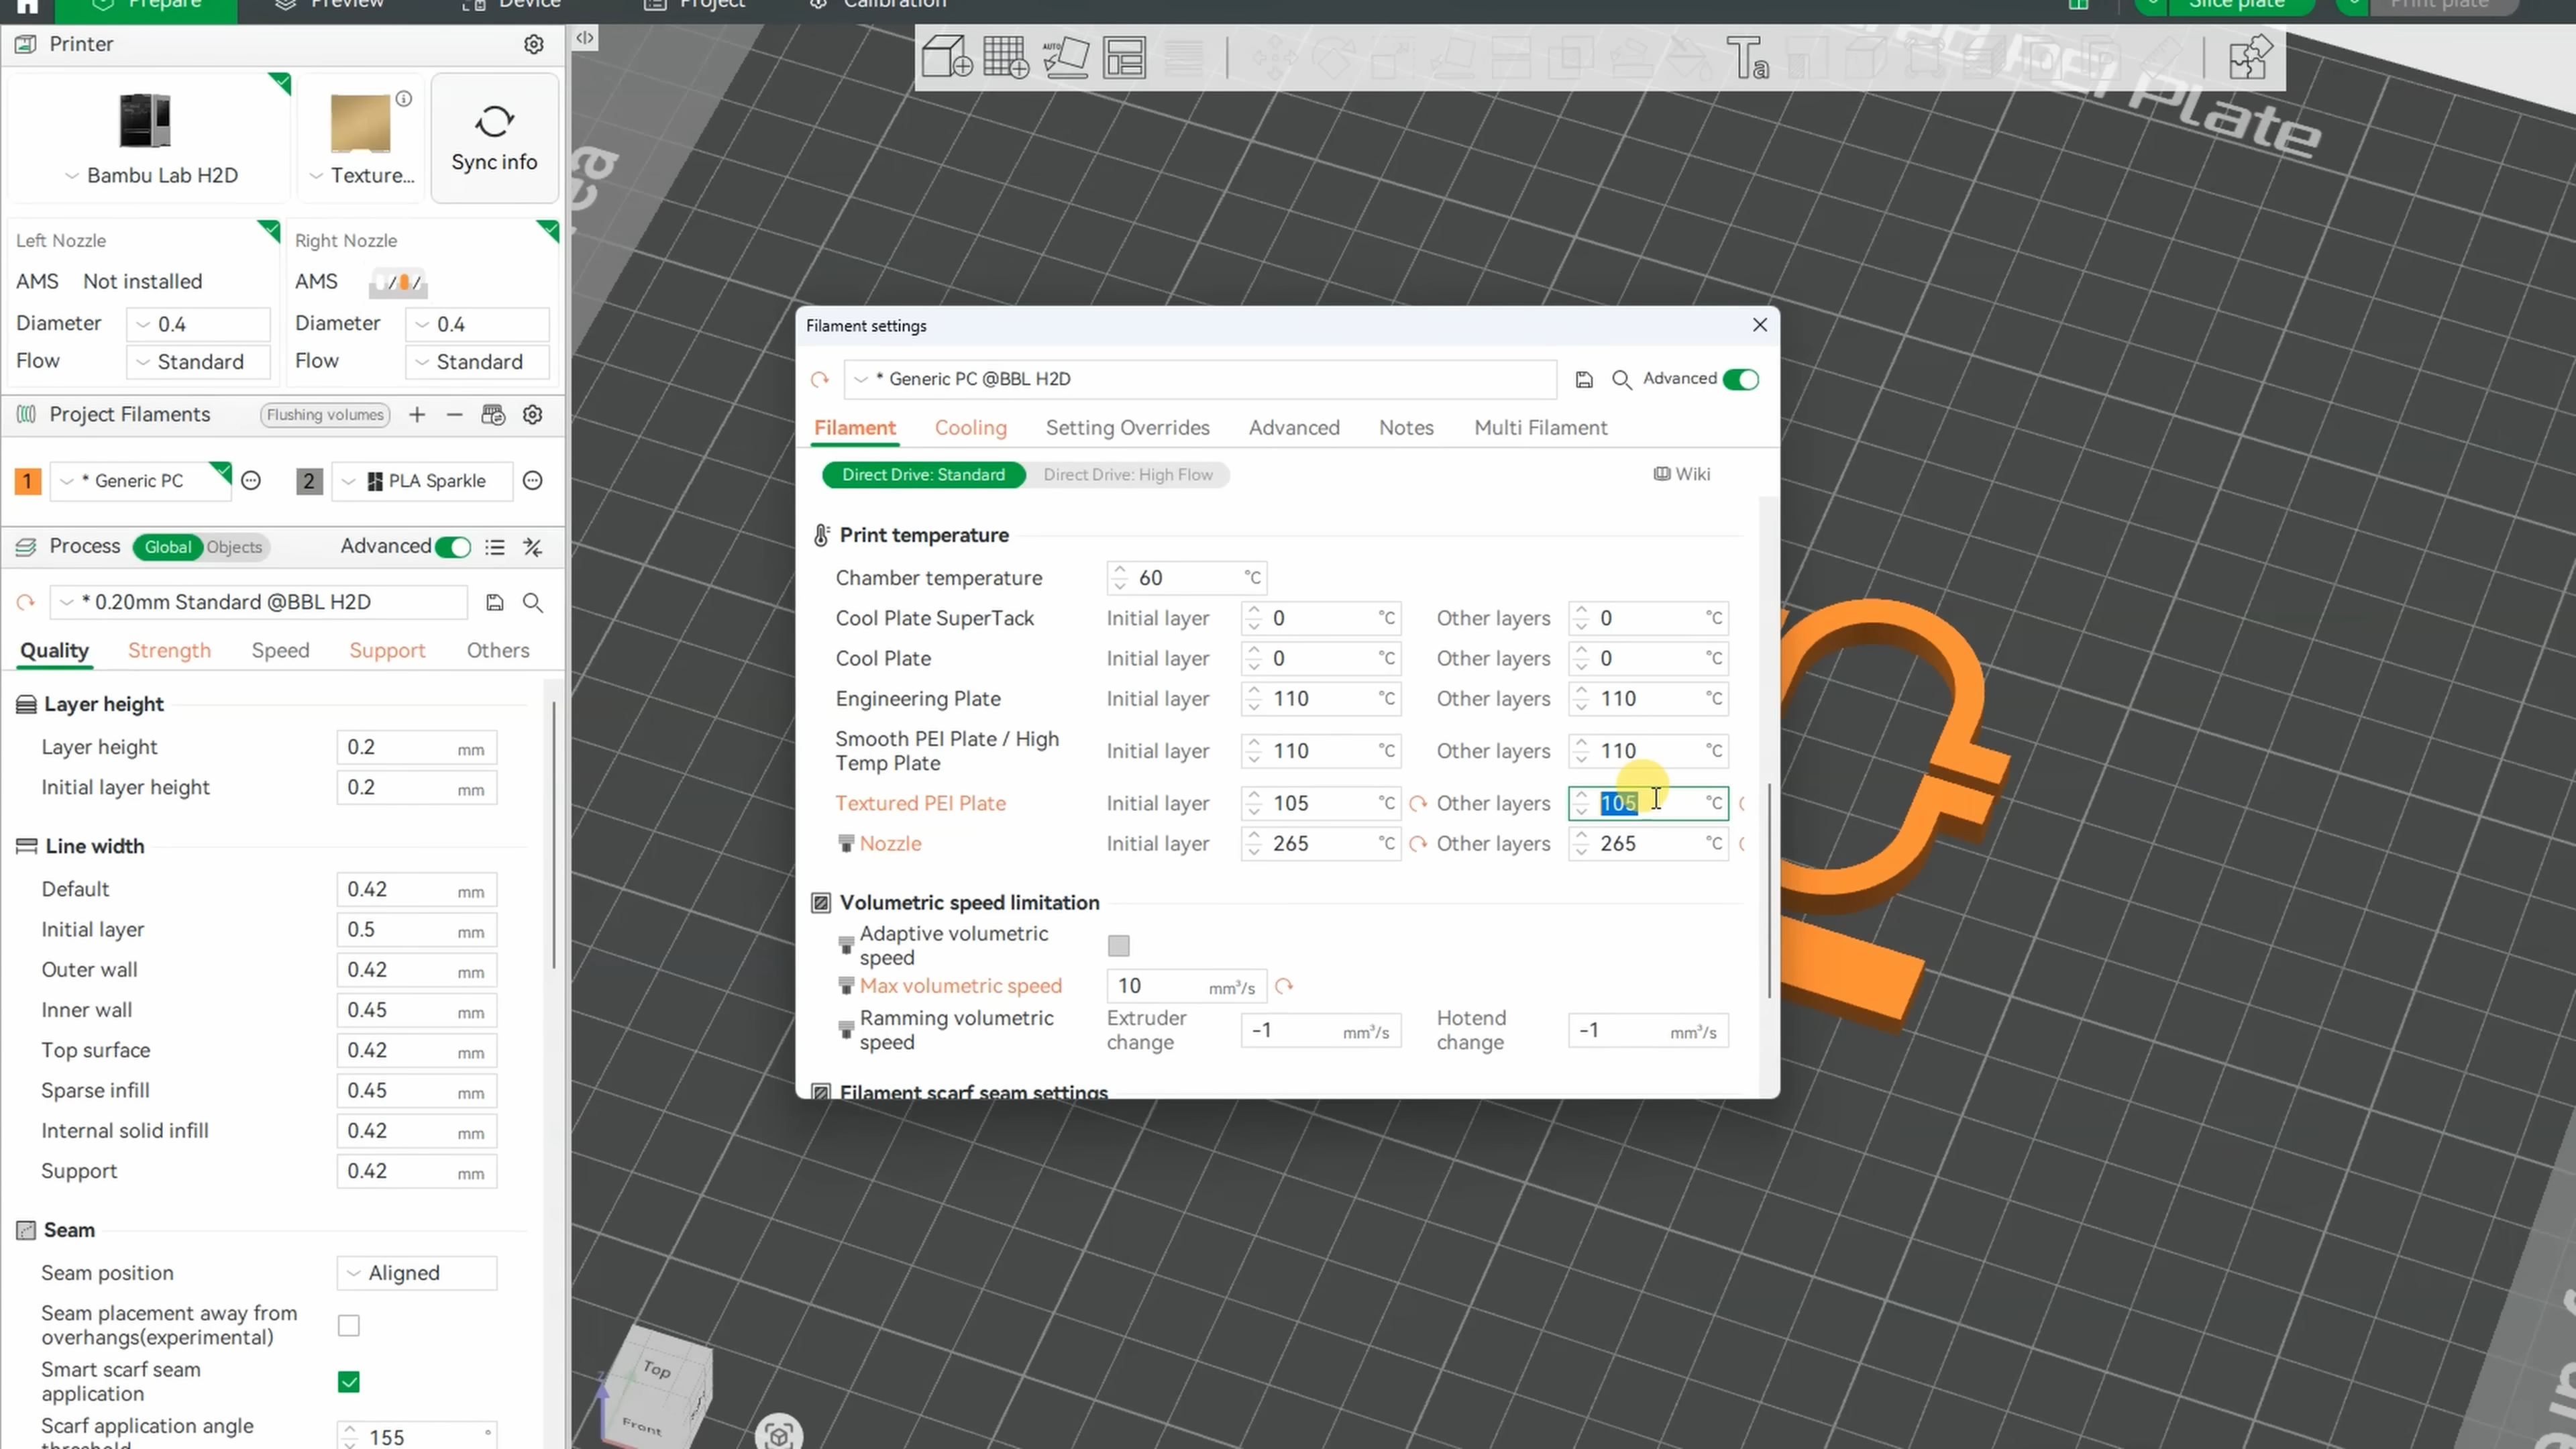 Prepare Preview Device Project Calibration Slice plate Print plate
Printer
Bambu Lab H2D
Texture...
Sync info
Left Nozzle
AMS Not installed
Diameter 0.4
Flow Standard
Right Nozzle
AMS
Diameter 0.4
Flow Standard
Project Filaments Flushing volumes
1 * Generic PC 2 PLA Sparkle
Process Global Objects Advanced
* 0.20mm Standard @BBL H2D
Quality Strength Speed Support Others
Layer height
Layer height 0.2 mm
Initial layer height 0.2 mm
Line width
Default 0.42 mm
Initial layer 0.5 mm
Outer wall 0.42 mm
Inner wall 0.45 mm
Top surface 0.42 mm
Sparse infill 0.45 mm
Internal solid infill 0.42 mm
Support 0.42 mm
Seam
Seam position Aligned
Seam placement away from
overhangs(experimental)
Smart scarf seam
application
Scarf application angle
threshold 155 °
AUTO
Ta
PEI Plate
Filament settings
* Generic PC @BBL H2D Advanced
Filament Cooling Setting Overrides Advanced Notes Multi Filament
Direct Drive: Standard Direct Drive: High Flow Wiki
Print temperature
Chamber temperature 60 °C
Cool Plate SuperTack Initial layer 0 °C Other layers 0 °C
Cool Plate Initial layer 0 °C Other layers 0 °C
Engineering Plate Initial layer 110 °C Other layers 110 °C
Smooth PEI Plate / High
Temp Plate Initial layer 110 °C Other layers 110 °C
Textured PEI Plate Initial layer 105 °C Other layers 105 °C
Nozzle Initial layer 265 °C Other layers 265 °C
Volumetric speed limitation
Adaptive volumetric
speed
Max volumetric speed 10 mm³/s
Ramming volumetric
speed Extruder
change -1 mm³/s Hotend
change -1 mm³/s
Filament scarf seam settings
Top
Front